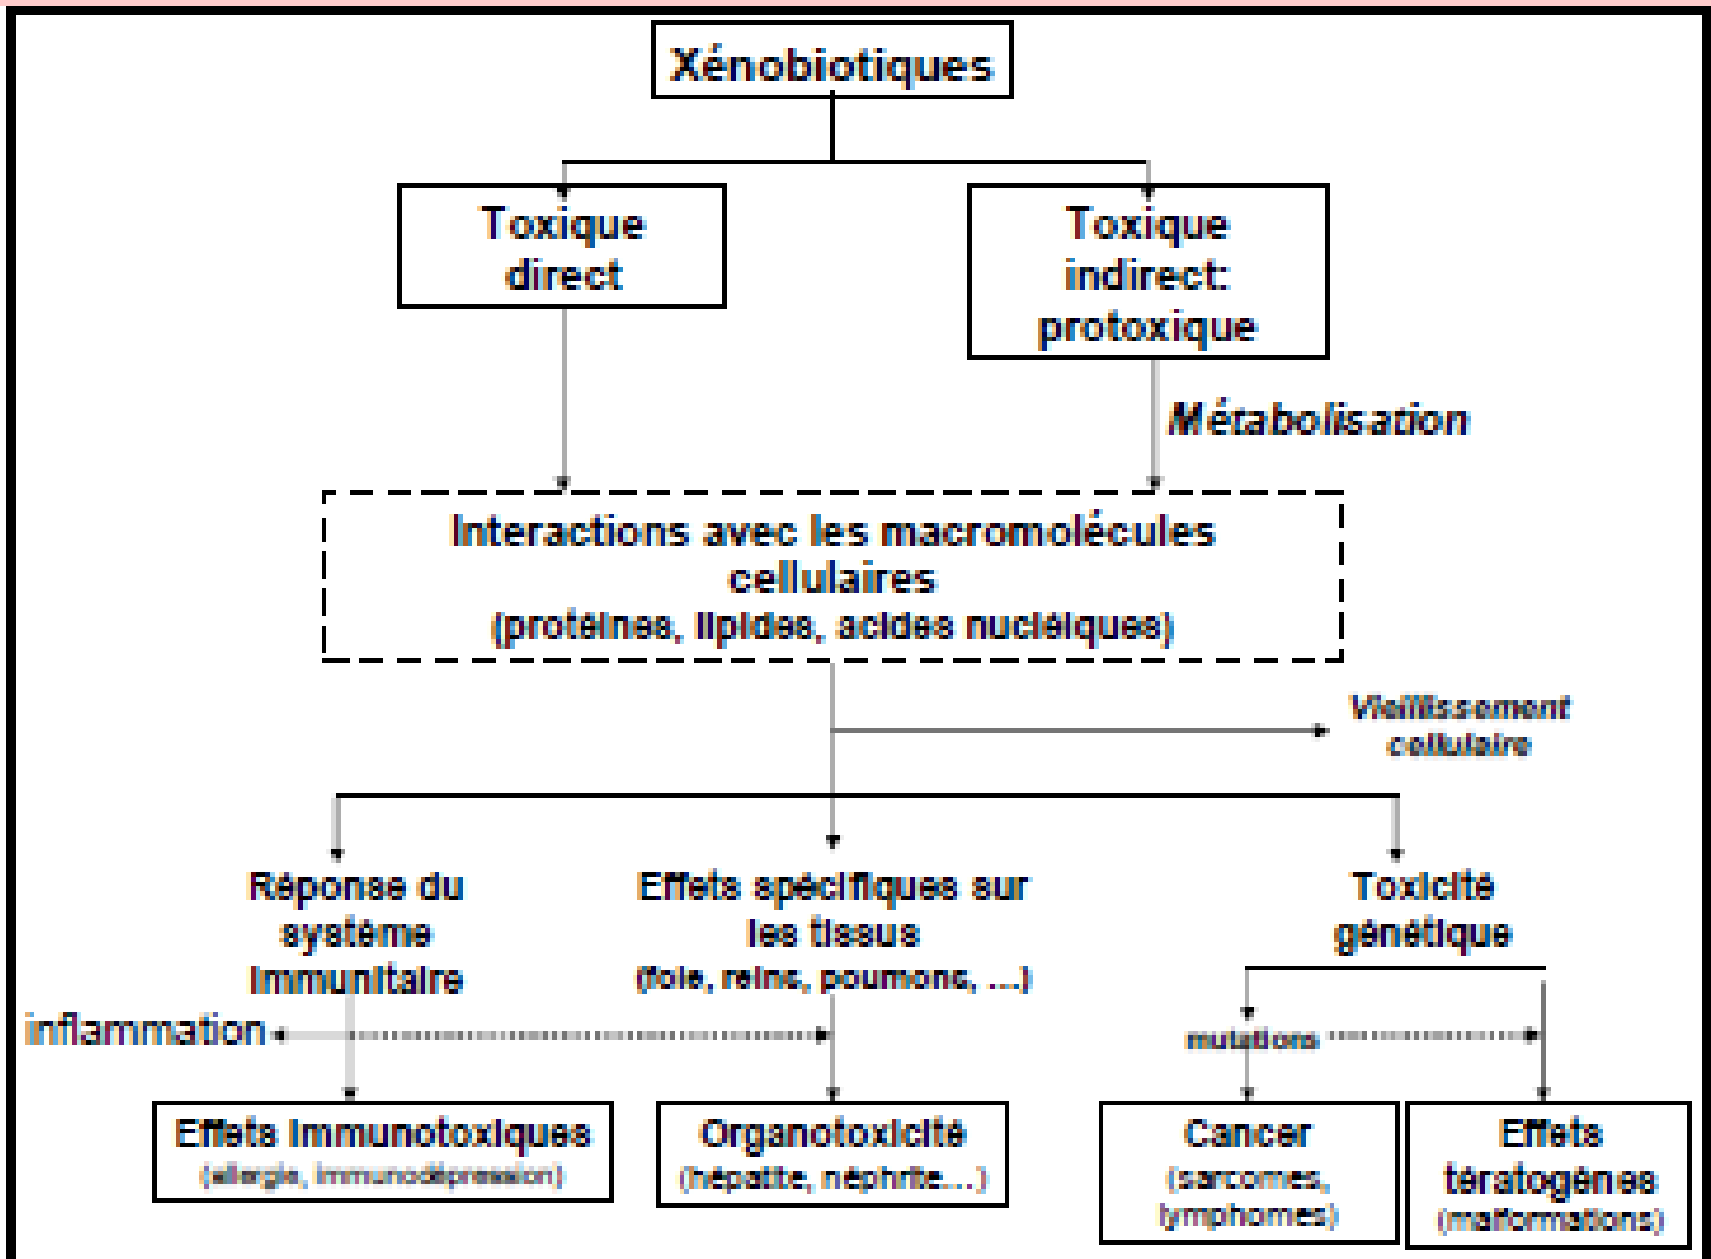 Xénobiotiques
Toxique
direct
Toxique
indirect:
protoxique
Métabolisation
Interactions avec les macromolécules
cellulaires
(protéines, lipides, acides nucléiques)
Vieillissement
cellulaire
Réponse du
système
immunitaire
Effets spécifiques sur
les tissus
(foie, reins, poumons, ...)
Toxicité
génétique
inflammation
mutations
Effets immunotoxiques
(allergie, immunodépression)
Organotoxicité
(hépatite, néphrite...)
Cancer
(sarcomes,
lymphomes)
Effets
tératogènes
(malformations)